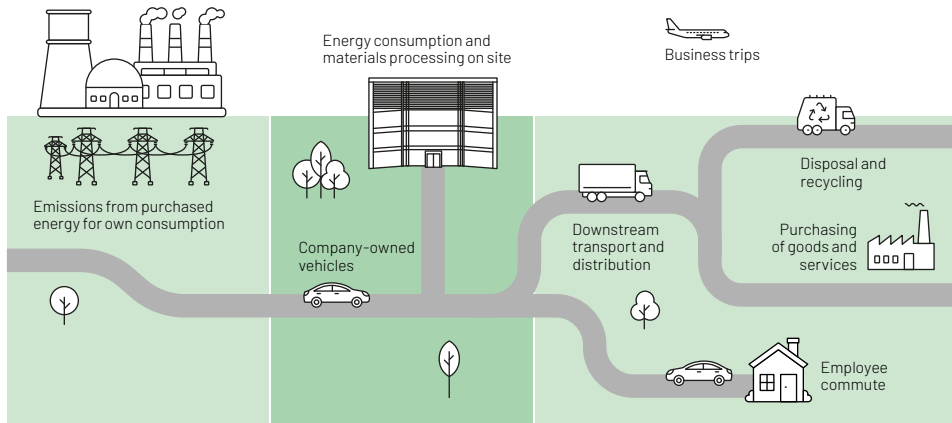 Energy consumption and
materials processing on site
Business trips
Emissions from purchased
energy for own consumption
Company-owned
vehicles
Downstream
transport and
distribution
Disposal and
recycling
Purchasing
of goods and
services
Employee
commute